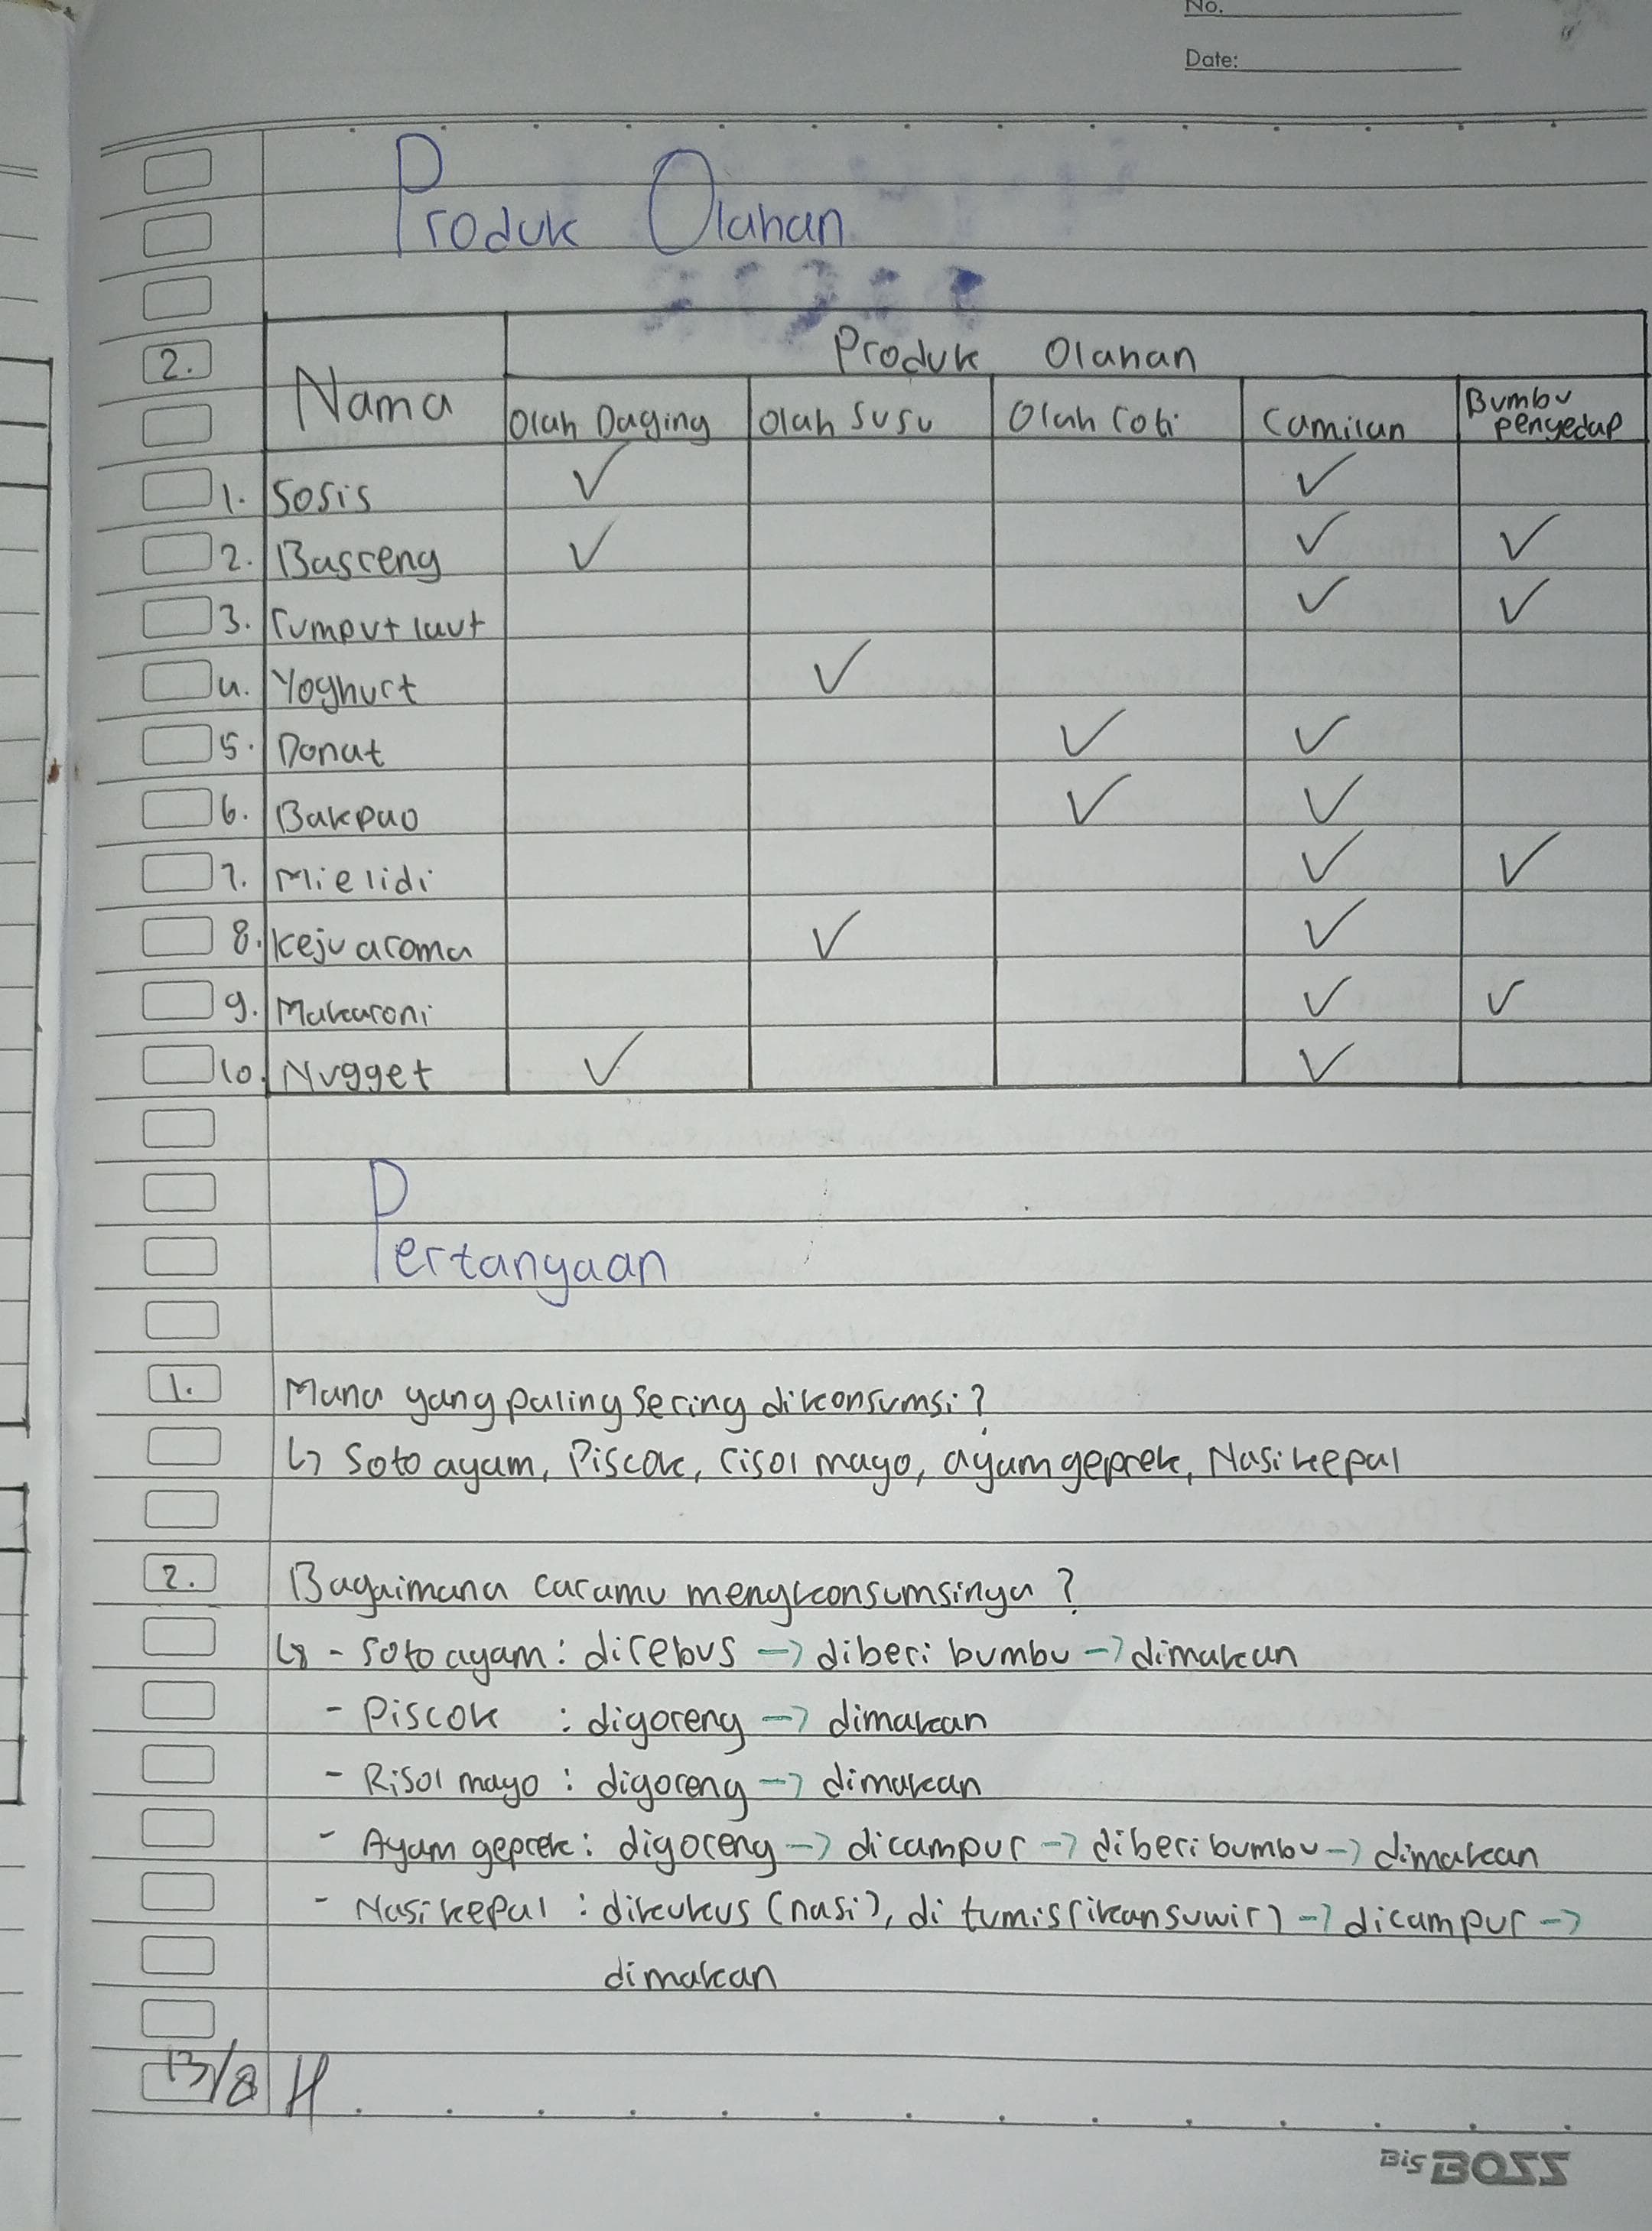 No.
Date:
Produk Olahan
2. Nama Produk Olahan
Olah Daging Olah Susu Olah roti Camilan Bumbu penyedap
1. Sosis ✓ ✓
2. Basreng ✓ ✓ ✓
3. rumput laut ✓ ✓
4. Yoghurt ✓
5. Donat ✓ ✓
6. Bakpao ✓ ✓
7. Mie lidi ✓ ✓
8. keju aroma ✓ ✓
9. Makaroni ✓ ✓
10. Nugget ✓ ✓
Pertanyaan
1. Mana yang paling sering dikonsumsi?
↳ Soto ayam, Piscok, risol mayo, ayam geprek, Nasi kepal
2. Bagaimana caramu mengkonsumsinya?
↳ - Soto ayam : direbus → diberi bumbu → dimakan
- Piscok : digoreng → dimakan
- Risol mayo : digoreng → dimakan
- Ayam geprek : digoreng → dicampur → diberi bumbu → dimakan
- Nasi kepal : dikukus (nasi), di tumis (ikan suwir) → dicampur →
dimakan
13/8
BIG BOSS